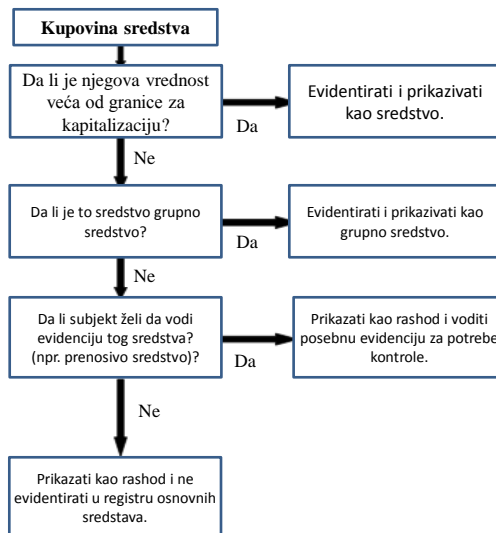 Kupovina sredstva
Da li je njegova vrednost
veća od granice za
kapitalizaciju?
Da
Evidentirati i prikazivati
kao sredstvo.
Ne
Da li je to sredstvo grupno
sredstvo?
Da
Evidentirati i prikazivati kao
grupno sredstvo.
Ne
Da li subjekt želi da vodi
evidenciju tog sredstva?
(npr. prenosivo sredstvo)?
Da
Prikazati kao rashod i voditi
posebnu evidenciju za potrebe
kontrole.
Ne
Prikazati kao rashod i ne
evidentirati u registru osnovnih
sredstava.